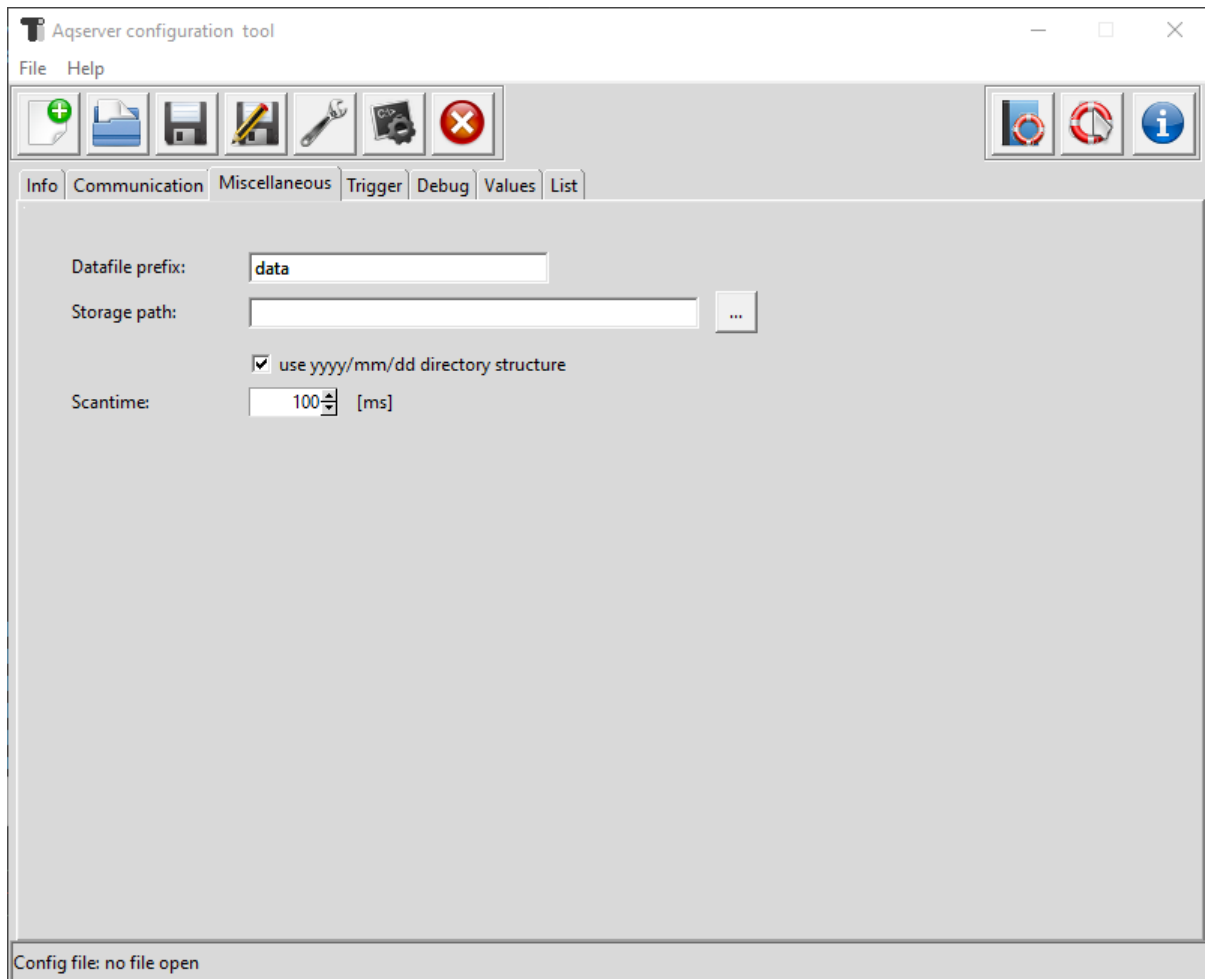 Aqserver configuration  tool
File Help
Info Communication Miscellaneous Trigger Debug Values List
Datafile prefix: data
Storage path: ...
use yyyy/mm/dd directory structure
Scantime: 100 [ms]
Config file: no file open